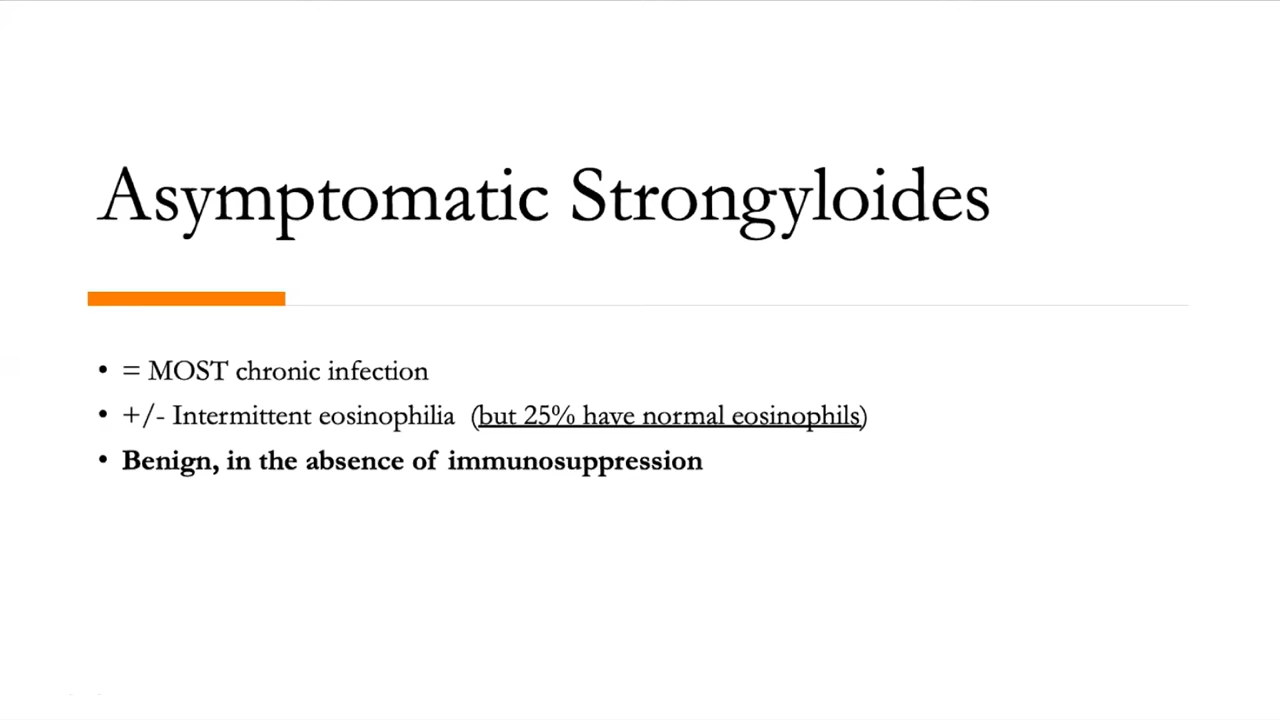 Asymptomatic Strongyloides
• = MOST chronic infection
• +/- Intermittent eosinophilia (but 25% have normal eosinophils)
• Benign, in the absence of immunosuppression